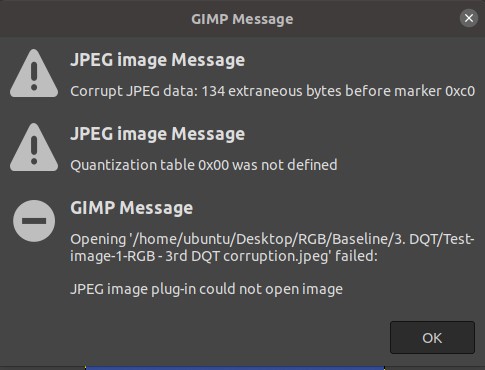 GIMP Message
JPEG image Message
Corrupt JPEG data: 134 extraneous bytes before marker 0xc0
JPEG image Message
Quantization table 0x00 was not defined
GIMP Message
Opening '/home/ubuntu/Desktop/RGB/Baseline/3. DQT/Test-
image-1-RGB - 3rd DQT corruption.jpeg' failed:
JPEG image plug-in could not open image
OK